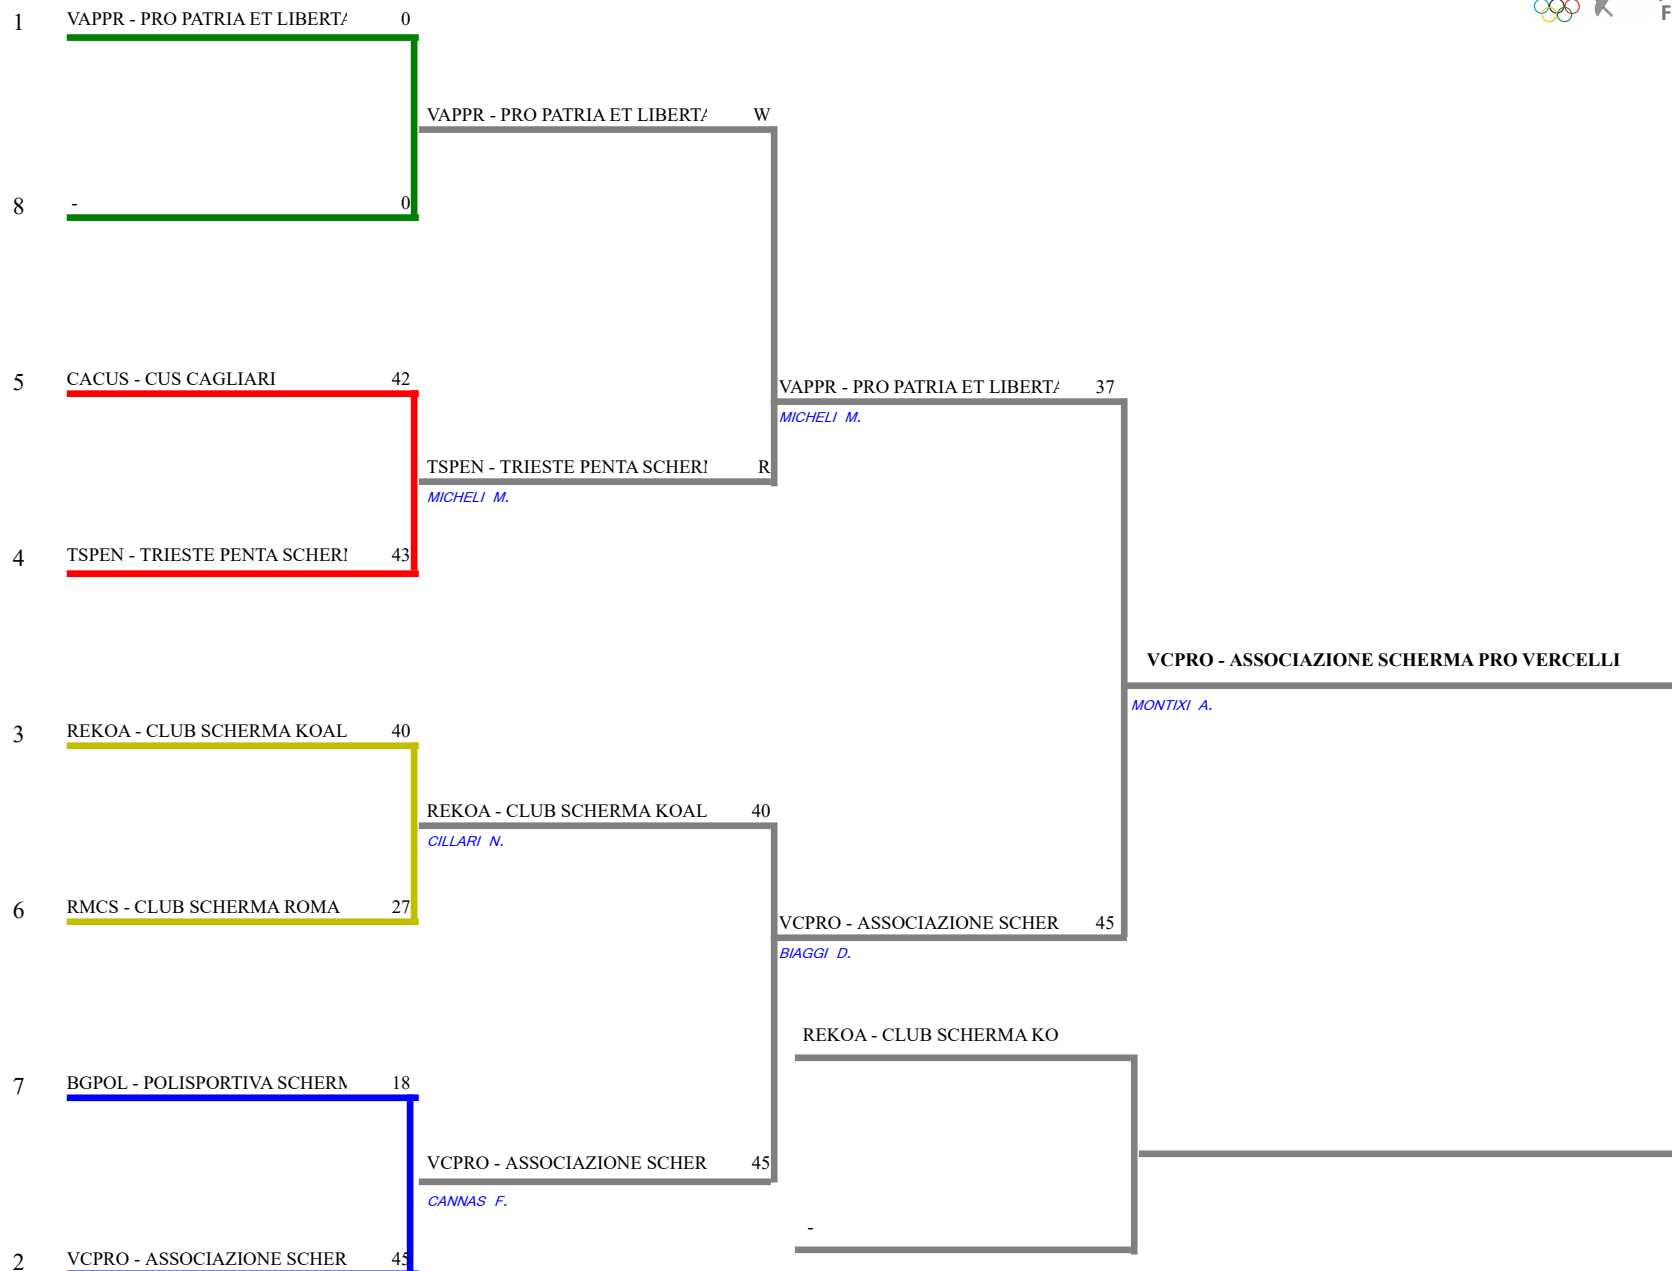 1 VAPPR - PRO PATRIA ET LIBERTA 0
VAPPR - PRO PATRIA ET LIBERTA W
8 - 0
5 CACUS - CUS CAGLIARI 42
VAPPR - PRO PATRIA ET LIBERTA 37
MICHELI M.
TSPEN - TRIESTE PENTA SCHERM R
MICHELI M.
4 TSPEN - TRIESTE PENTA SCHERM 43
VCPRO - ASSOCIAZIONE SCHERMA PRO VERCELLI
MONTIXI A.
3 REKOA - CLUB SCHERMA KOAL 40
REKOA - CLUB SCHERMA KOAL 40
CILLARI N.
6 RMCS - CLUB SCHERMA ROMA 27
VCPRO - ASSOCIAZIONE SCHER 45
BIAGGI D.
REKOA - CLUB SCHERMA KO
7 BGPOL - POLISPORTIVA SCHERM 18
VCPRO - ASSOCIAZIONE SCHER 45
CANNAS F.
-
2 VCPRO - ASSOCIAZIONE SCHER 45
F